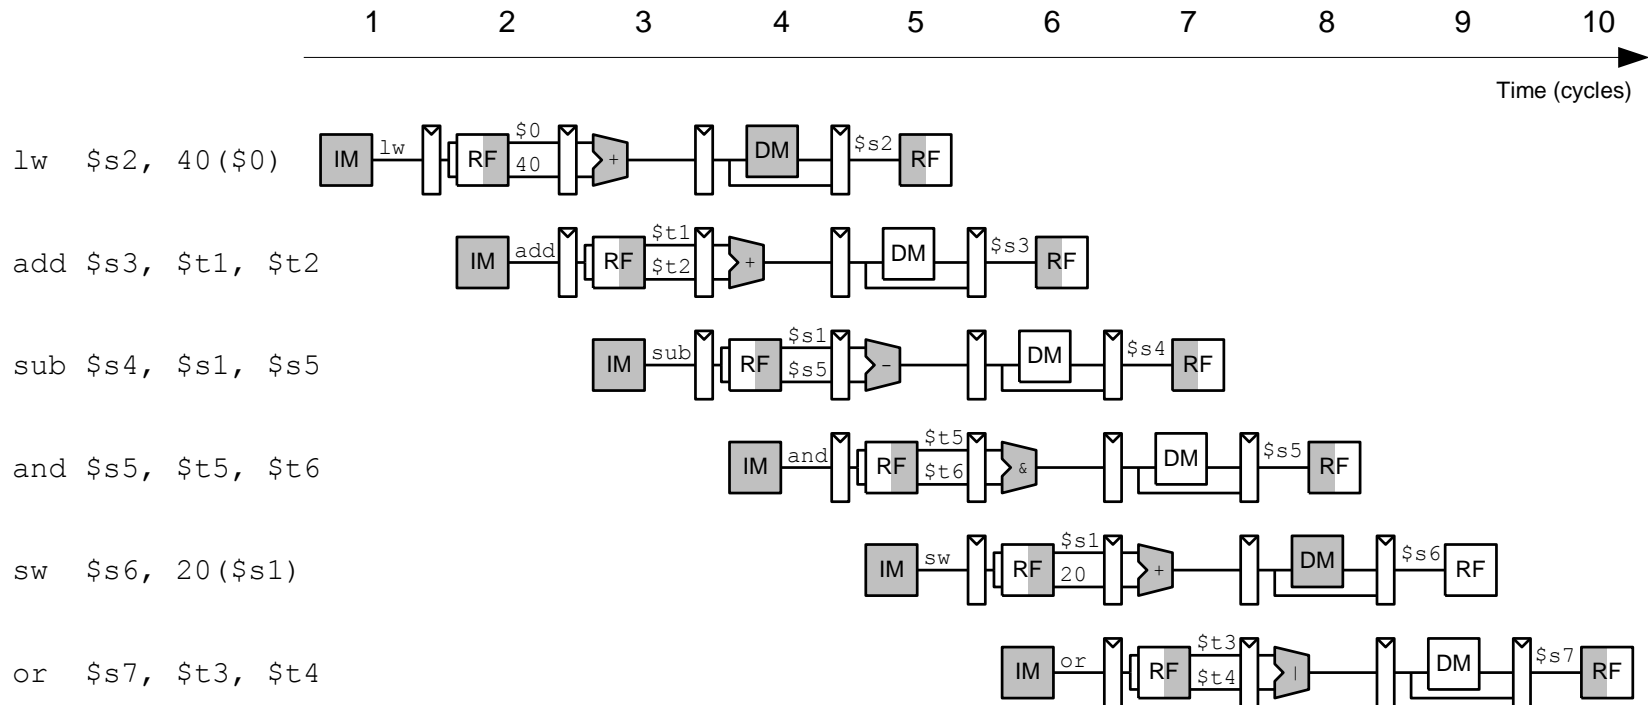 1 2 3 4 5 6 7 8 9 10
Time (cycles)
lw $s2, 40($0) IM lw RF $0 40 + DM $s2 RF
add $s3, $t1, $t2 IM add RF $t1 $t2 + DM $s3 RF
sub $s4, $s1, $s5 IM sub RF $s1 $s5 - DM $s4 RF
and $s5, $t5, $t6 IM and RF $t5 $t6 & DM $s5 RF
sw $s6, 20($s1) IM sw RF $s1 20 + DM $s6 RF
or $s7, $t3, $t4 IM or RF $t3 $t4 | DM $s7 RF